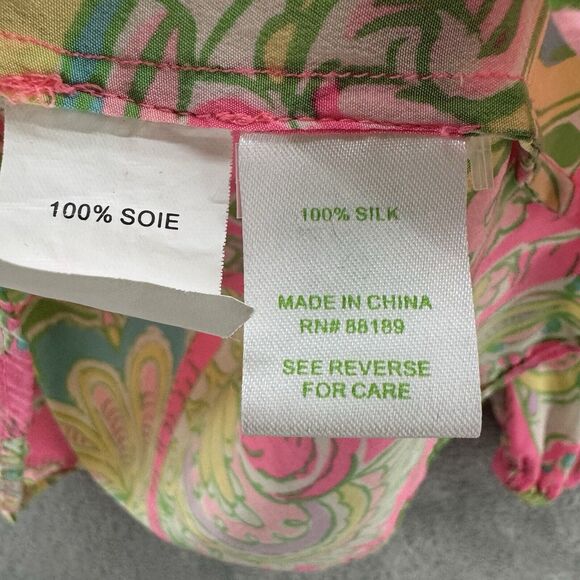 100% SOIE
100% SILK
MADE IN CHINA
RN# 88189
SEE REVERSE
FOR CARE